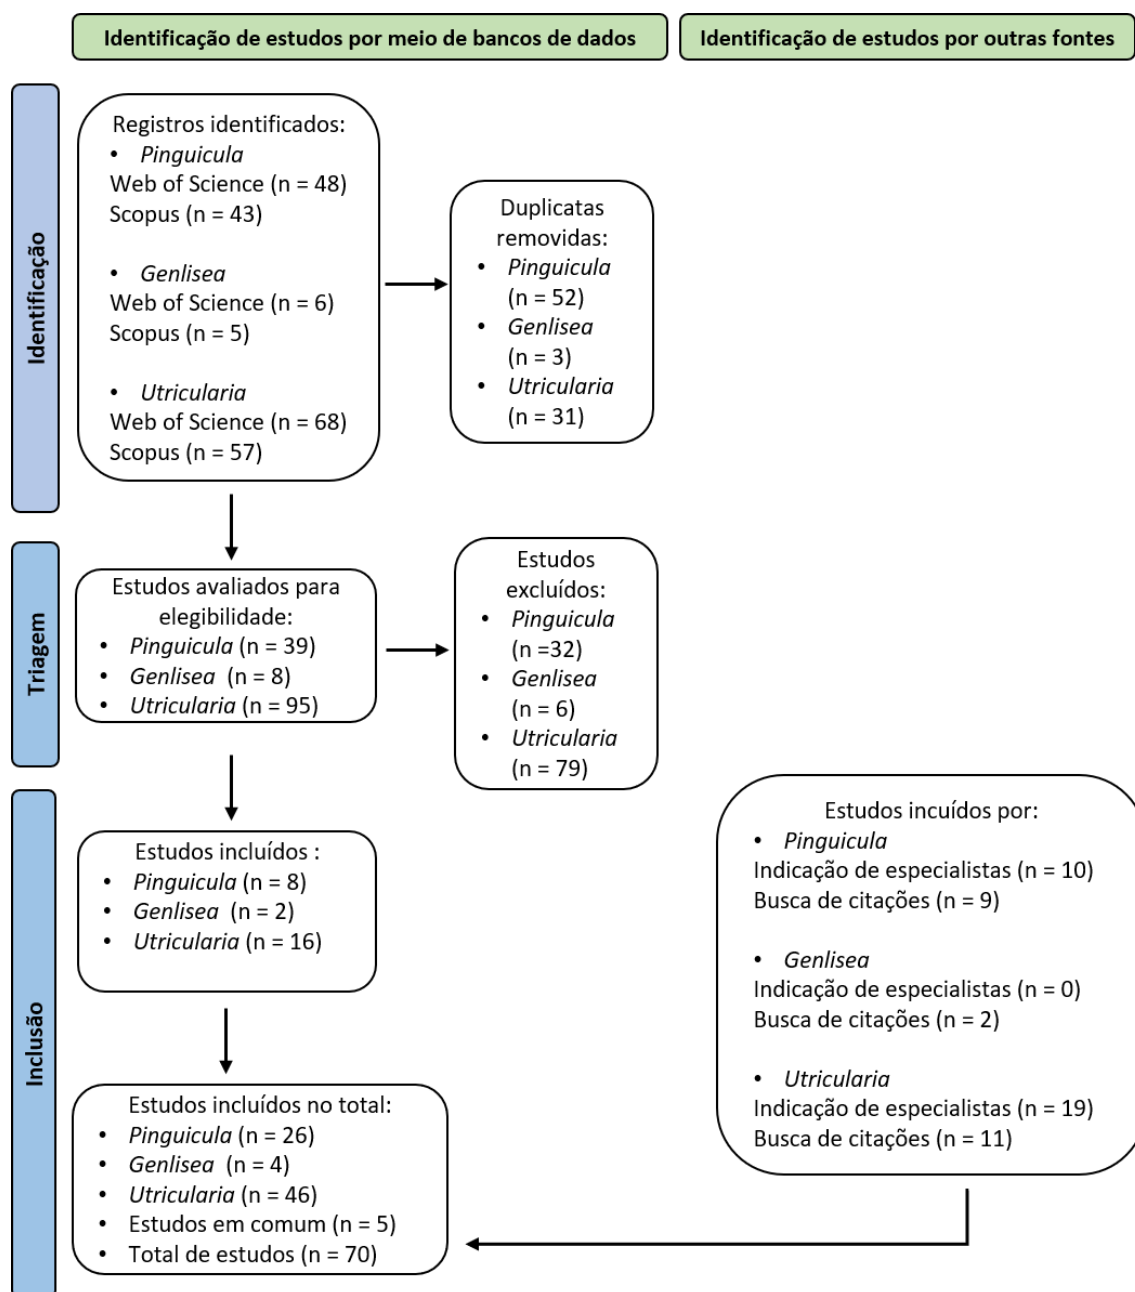 Identificação de estudos por meio de bancos de dados
Identificação de estudos por outras fontes
Identificação
Registros identificados:
• Pinguicula
Web of Science (n = 48)
Scopus (n = 43)
• Genlisea
Web of Science (n = 6)
Scopus (n = 5)
• Utricularia
Web of Science (n = 68)
Scopus (n = 57)
Duplicatas
removidas:
• Pinguicula
(n = 52)
• Genlisea
(n = 3)
• Utricularia
(n = 31)
Triagem
Estudos avaliados para
elegibilidade:
• Pinguicula (n = 39)
• Genlisea (n = 8)
• Utricularia (n = 95)
Estudos
excluídos:
• Pinguicula
(n =32)
• Genlisea
(n = 6)
• Utricularia
(n = 79)
Inclusão
Estudos incluídos :
• Pinguicula (n = 8)
• Genlisea (n = 2)
• Utricularia (n = 16)
Estudos incuídos por:
• Pinguicula
Indicação de especialistas (n = 10)
Busca de citações (n = 9)
• Genlisea
Indicação de especialistas (n = 0)
Busca de citações (n = 2)
• Utricularia
Indicação de especialistas (n = 19)
Busca de citações (n = 11)
Estudos incluídos no total:
• Pinguicula (n = 26)
• Genlisea (n = 4)
• Utricularia (n = 46)
• Estudos em comum (n = 5)
• Total de estudos (n = 70)